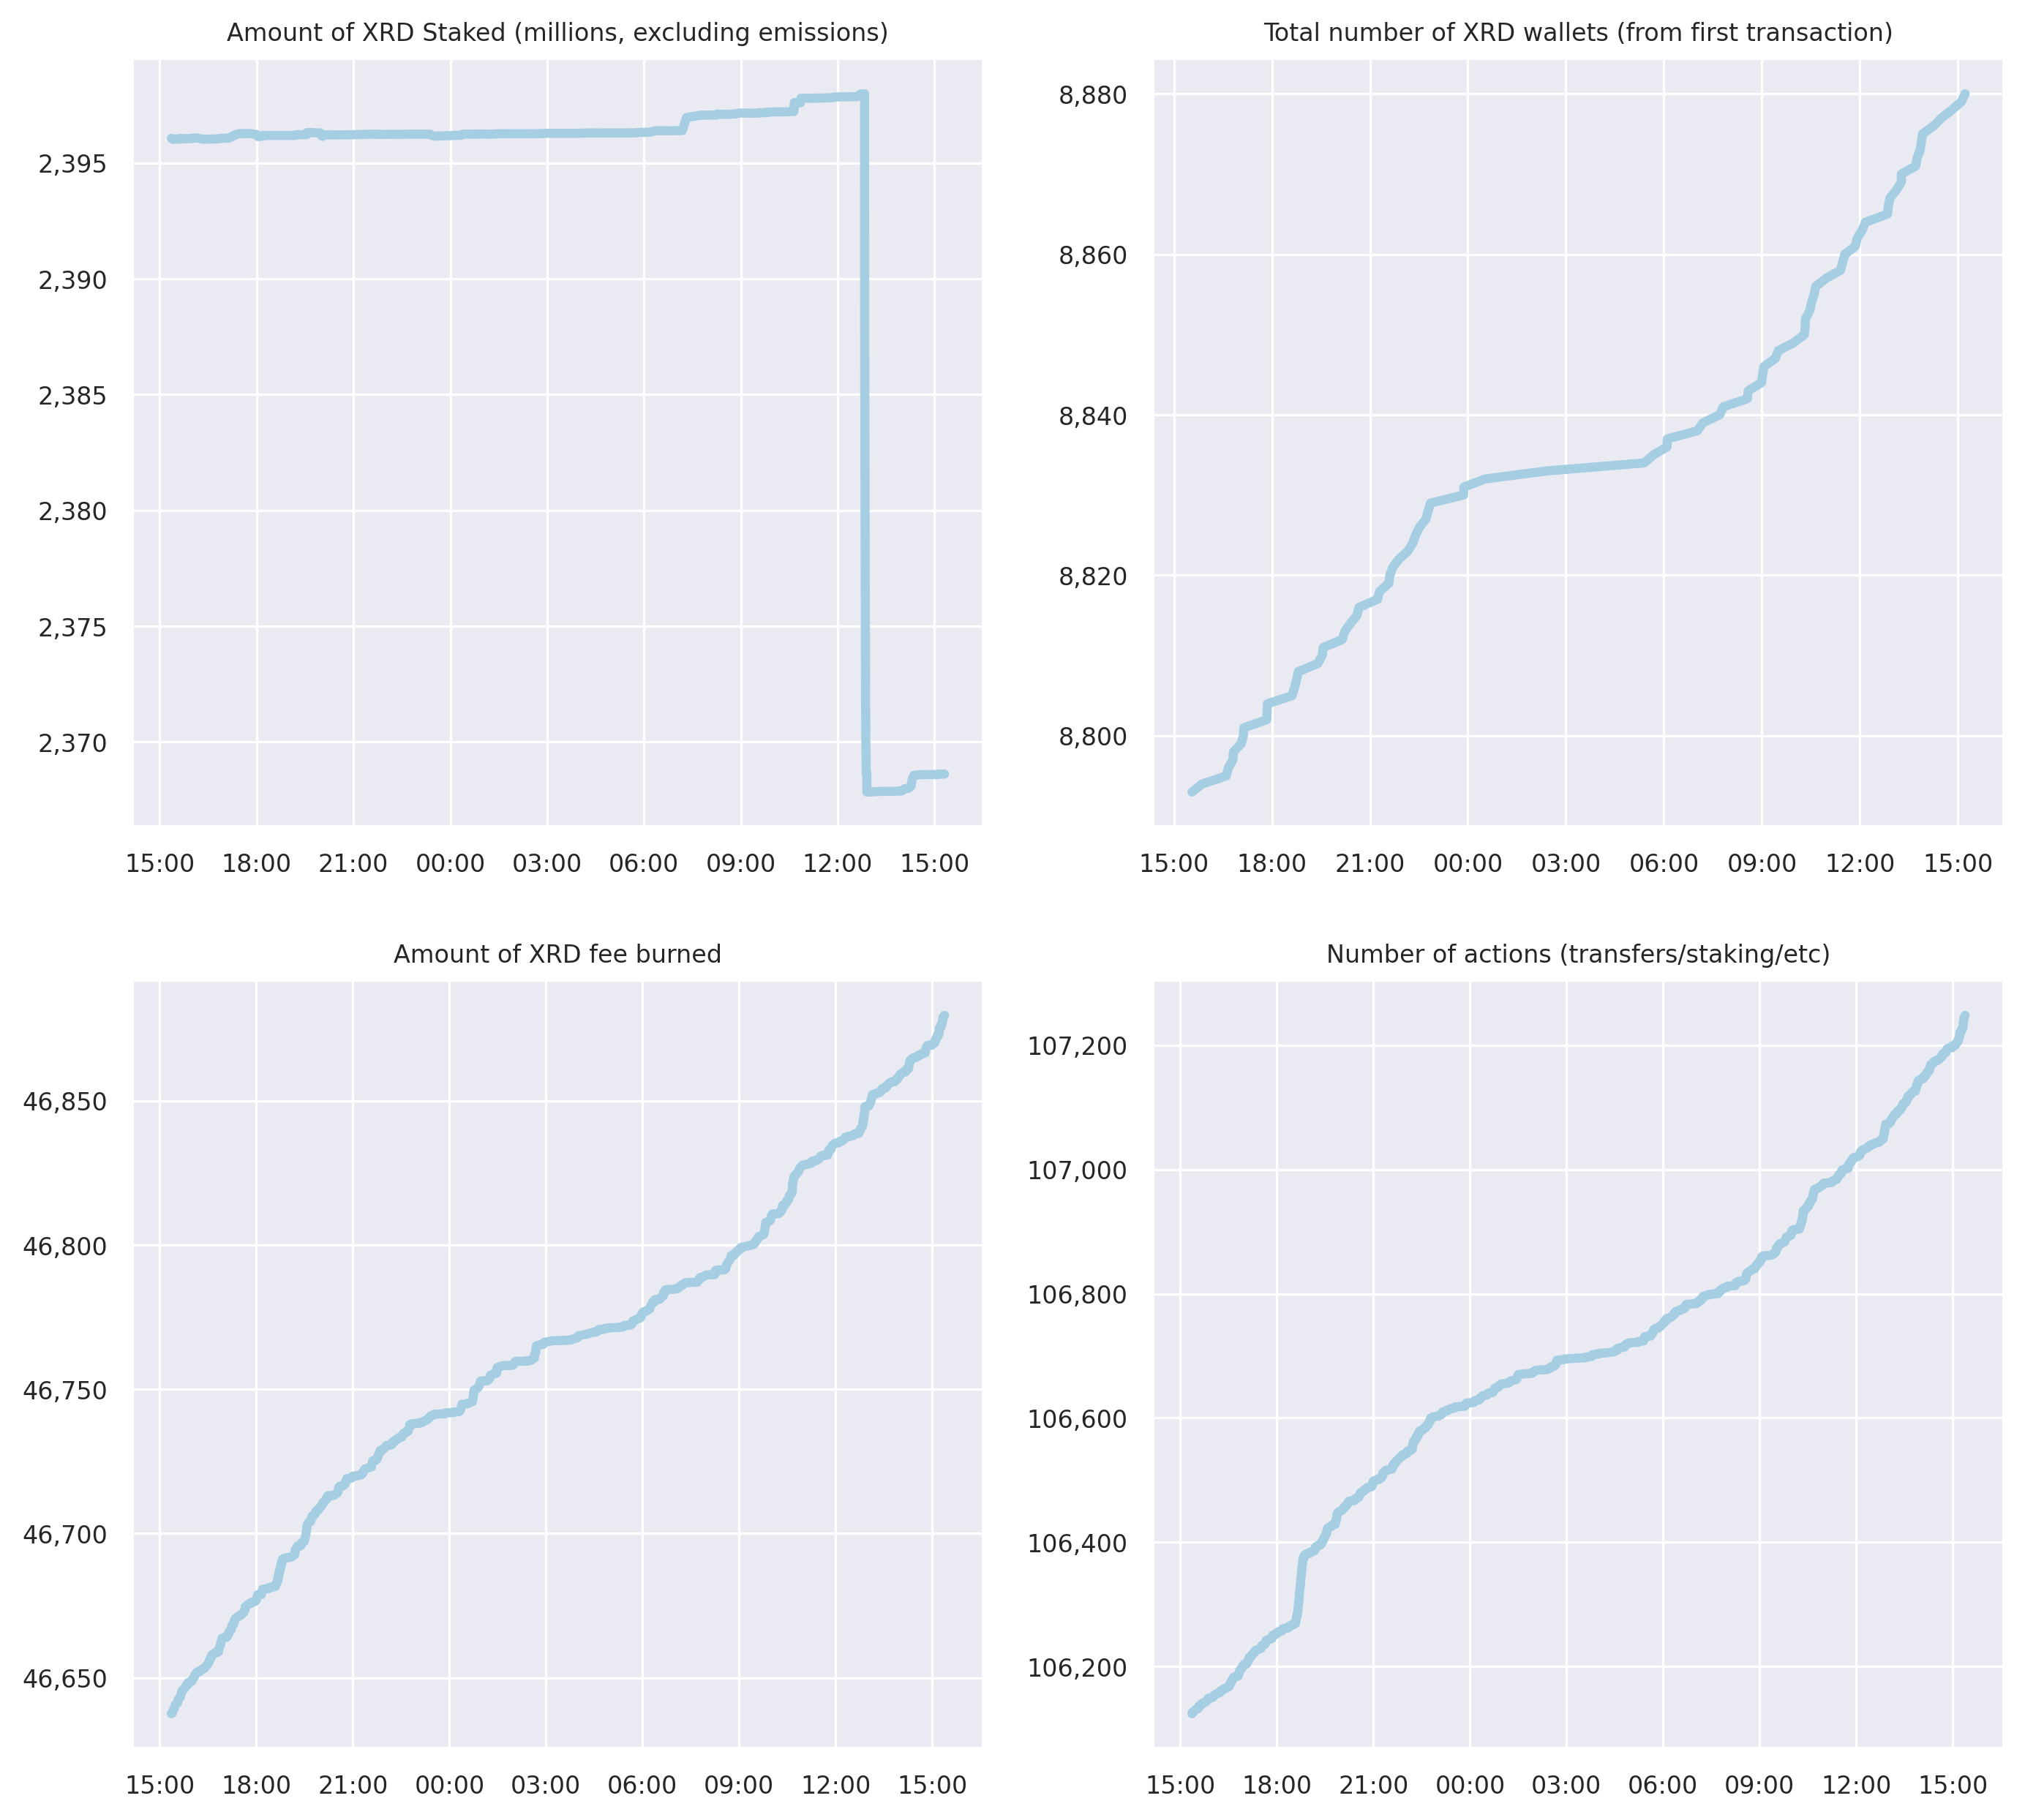 Amount of XRD Staked (millions, excluding emissions)
2,395
2,390
2,385
2,380
2,375
2,370
15:00 18:00 21:00 00:00 03:00 06:00 09:00 12:00 15:00
Total number of XRD wallets (from first transaction)
8,880
8,860
8,840
8,820
8,800
15:00 18:00 21:00 00:00 03:00 06:00 09:00 12:00 15:00
Amount of XRD fee burned
46,850
46,800
46,750
46,700
46,650
15:00 18:00 21:00 00:00 03:00 06:00 09:00 12:00 15:00
Number of actions (transfers/staking/etc)
107,200
107,000
106,800
106,600
106,400
106,200
15:00 18:00 21:00 00:00 03:00 06:00 09:00 12:00 15:00